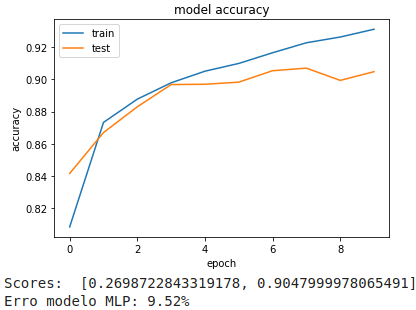 model accuracy
train
test
0.92
0.90
0.88
0.86
0.84
0.82
accuracy
0
2
4
6
8
epoch
Scores:  [0.2698722843319178, 0.9047999978065491]
Erro modelo MLP: 9.52%